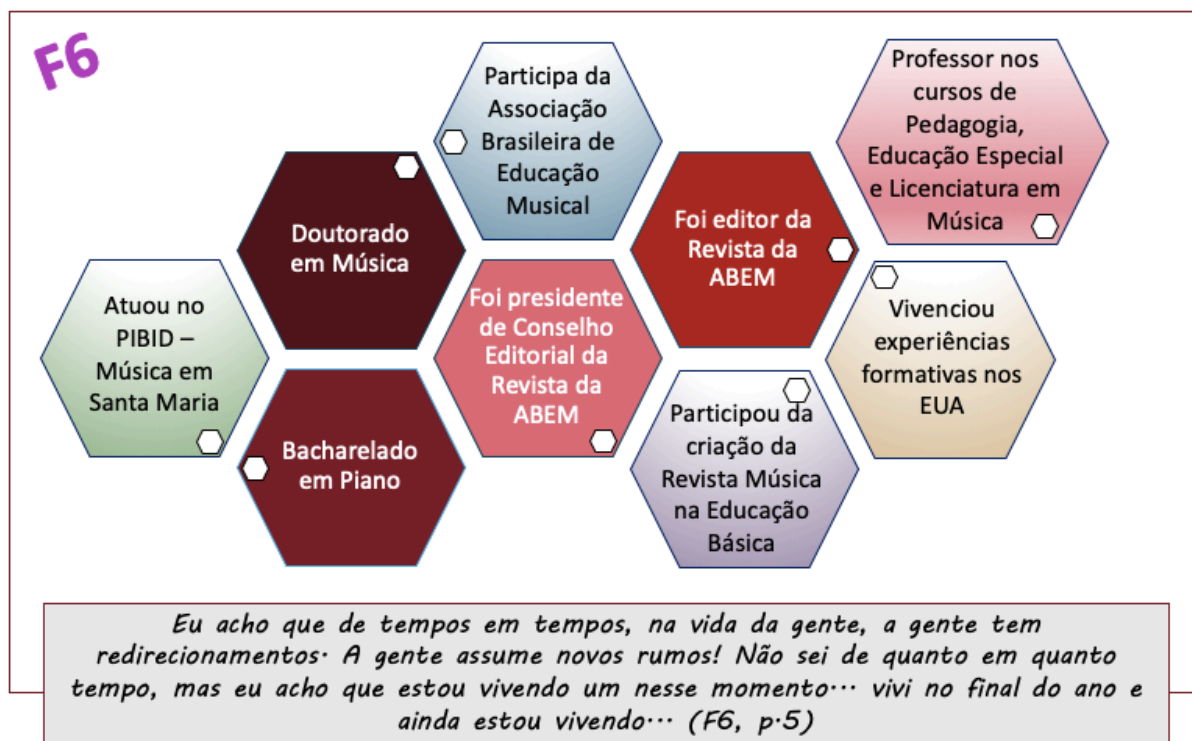 F6
Participa da
Associação
Brasileira de
Educação
Musical
Professor nos
cursos de
Pedagogia,
Educação Especial
e Licenciatura em
Música
Doutorado
em Música
Foi editor da
Revista da
ABEM
Atuou no
PIBID –
Música em
Santa Maria
Foi presidente
de Conselho
Editorial da
Revista da
ABEM
Vivenciou
experiências
formativas nos
EUA
Bacharelado
em Piano
Participou da
criação da
Revista Música
na Educação
Básica
Eu acho que de tempos em tempos, na vida da gente, a gente tem
redirecionamentos. A gente assume novos rumos! Não sei de quanto em quanto
tempo, mas eu acho que estou vivendo um nesse momento... vivi no final do ano e
ainda estou vivendo... (F6, p.5)